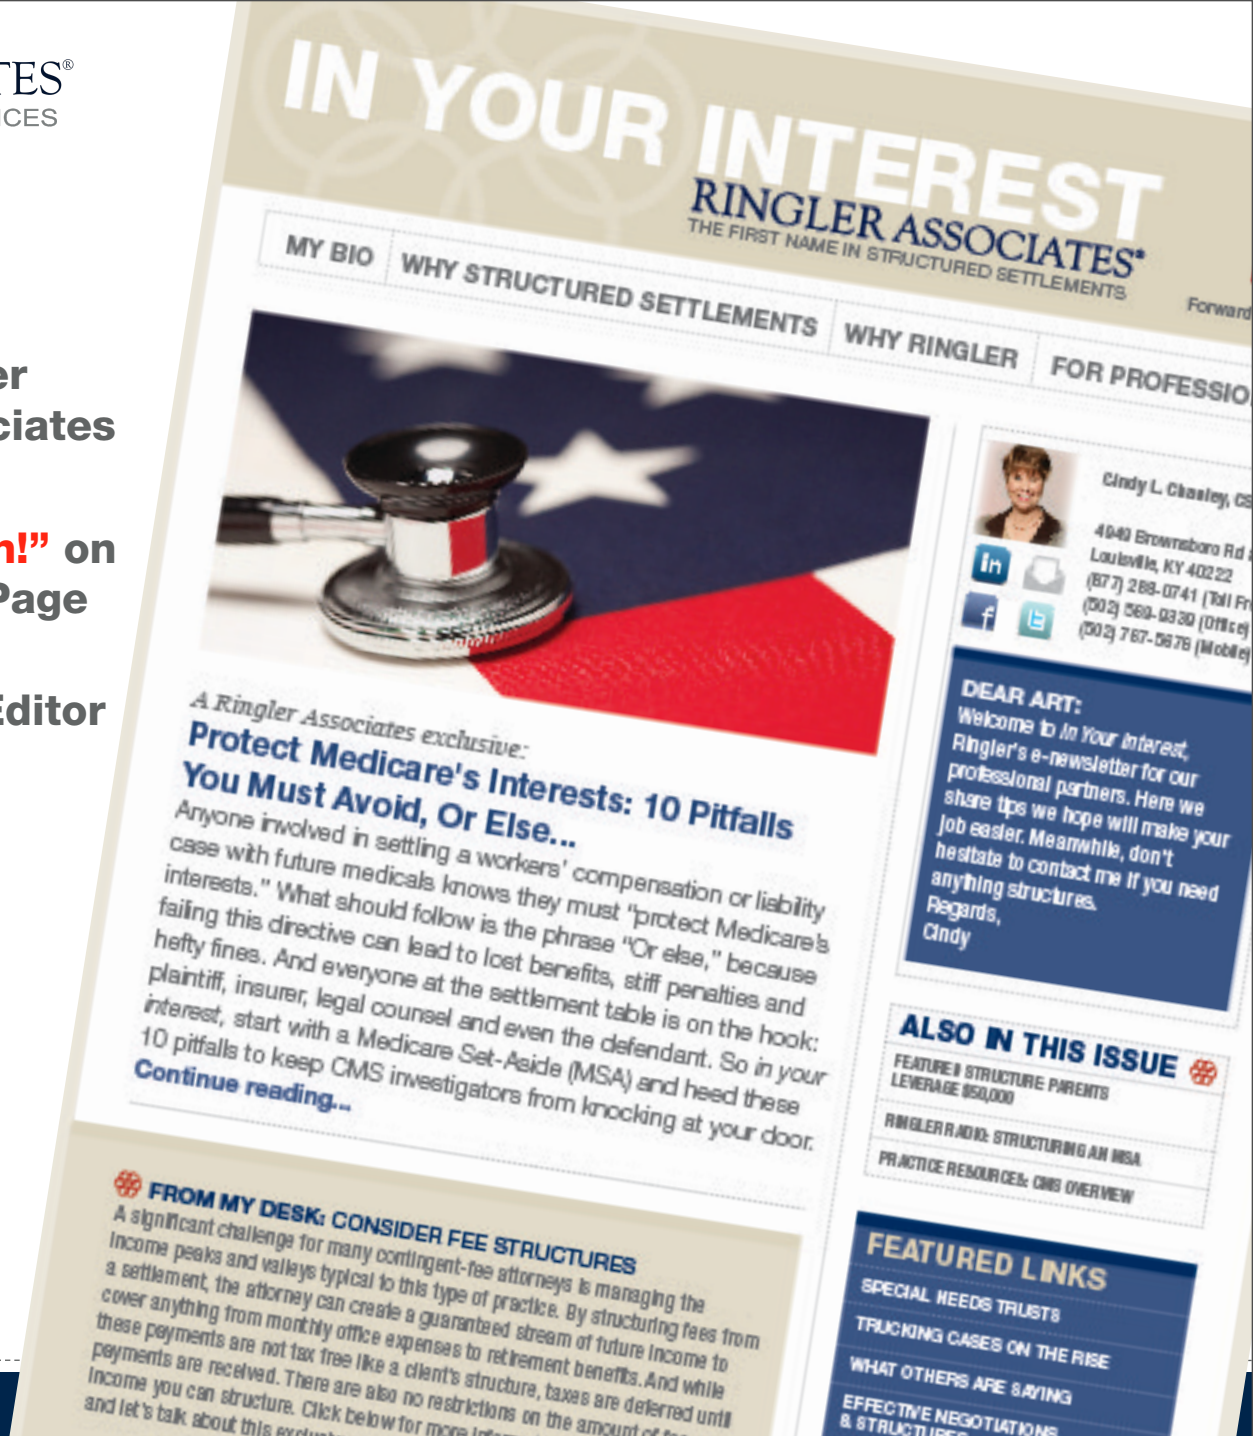 TES®
ICES
er
ciates
n!” on
Page
Editor
IN YOUR INTEREST
RINGLER ASSOCIATES®
THE FIRST NAME IN STRUCTURED SETTLEMENTS
Forward
MY BIO
WHY STRUCTURED SETTLEMENTS
WHY RINGLER
FOR PROFESSIO
A Ringler Associates exclusive:
Protect Medicare's Interests: 10 Pitfalls
You Must Avoid, Or Else...
Anyone involved in settling a workers' compensation or liability
case with future medicals knows they must "protect Medicare's
interests." What should follow is the phrase "Or else," because
failing this directive can lead to lost benefits, stiff penalties and
hefty fines. And everyone at the settlement table is on the hook:
plaintiff, insurer, legal counsel and even the defendant. So in your
interest, start with a Medicare Set-Aside (MSA) and heed these
10 pitfalls to keep CMS investigators from knocking at your door.
Continue reading...
FROM MY DESK: CONSIDER FEE STRUCTURES
A significant challenge for many contingent-fee attorneys is managing the
income peaks and valleys typical to this type of practice. By structuring fees from
a settlement, the attorney can create a guaranteed stream of future income to
cover anything from monthly office expenses to retirement benefits. And while
these payments are not tax free like a client's structure, taxes are deferred until
payments are received. There are also no restrictions on the amount of
income you can structure. Click below for more
and let's talk about this
Cindy L. Chanley, CS
4949 Brownsboro Rd
Louisville, KY 40222
(877) 288-0741 (Toll Fr
(502) 569-9339 (Office)
(502) 767-5676 (Mobile)
DEAR ART:
Welcome to In Your Interest,
Ringler's e-newsletter for our
professional partners. Here we
share tips we hope will make your
job easier. Meanwhile, don't
hesitate to contact me if you need
anything structures.
Regards,
Cindy
ALSO IN THIS ISSUE
FEATURED STRUCTURE PARENTS
LEVERAGE $50,000
RINGLER RADIO: STRUCTURING AN MSA
PRACTICE RESOURCES: CMS OVERVIEW
FEATURED LINKS
SPECIAL NEEDS TRUSTS
TRUCKING CASES ON THE RISE
WHAT OTHERS ARE SAYING
EFFECTIVE NEGOTIATIONS
& STRUCTURES